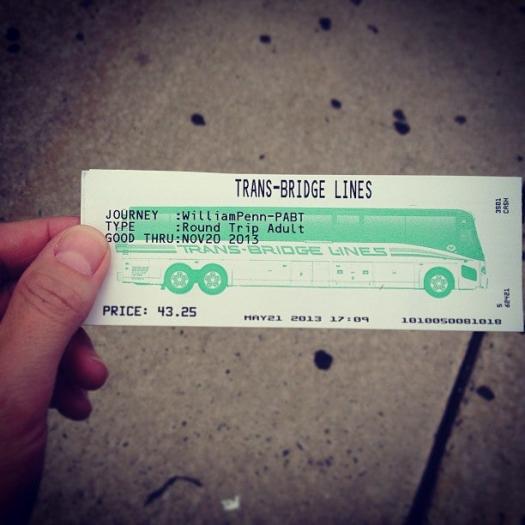 TRANS-BRIDGE LINES
JOURNEY :WilliamPenn-PABT
TYPE :Round Trip Adult
GOOD THRU:NOV20 2013
TRANS-BRIDGE LINES
PRICE: 43.25
MAY21 2013 17:09
1010050081018
CASH